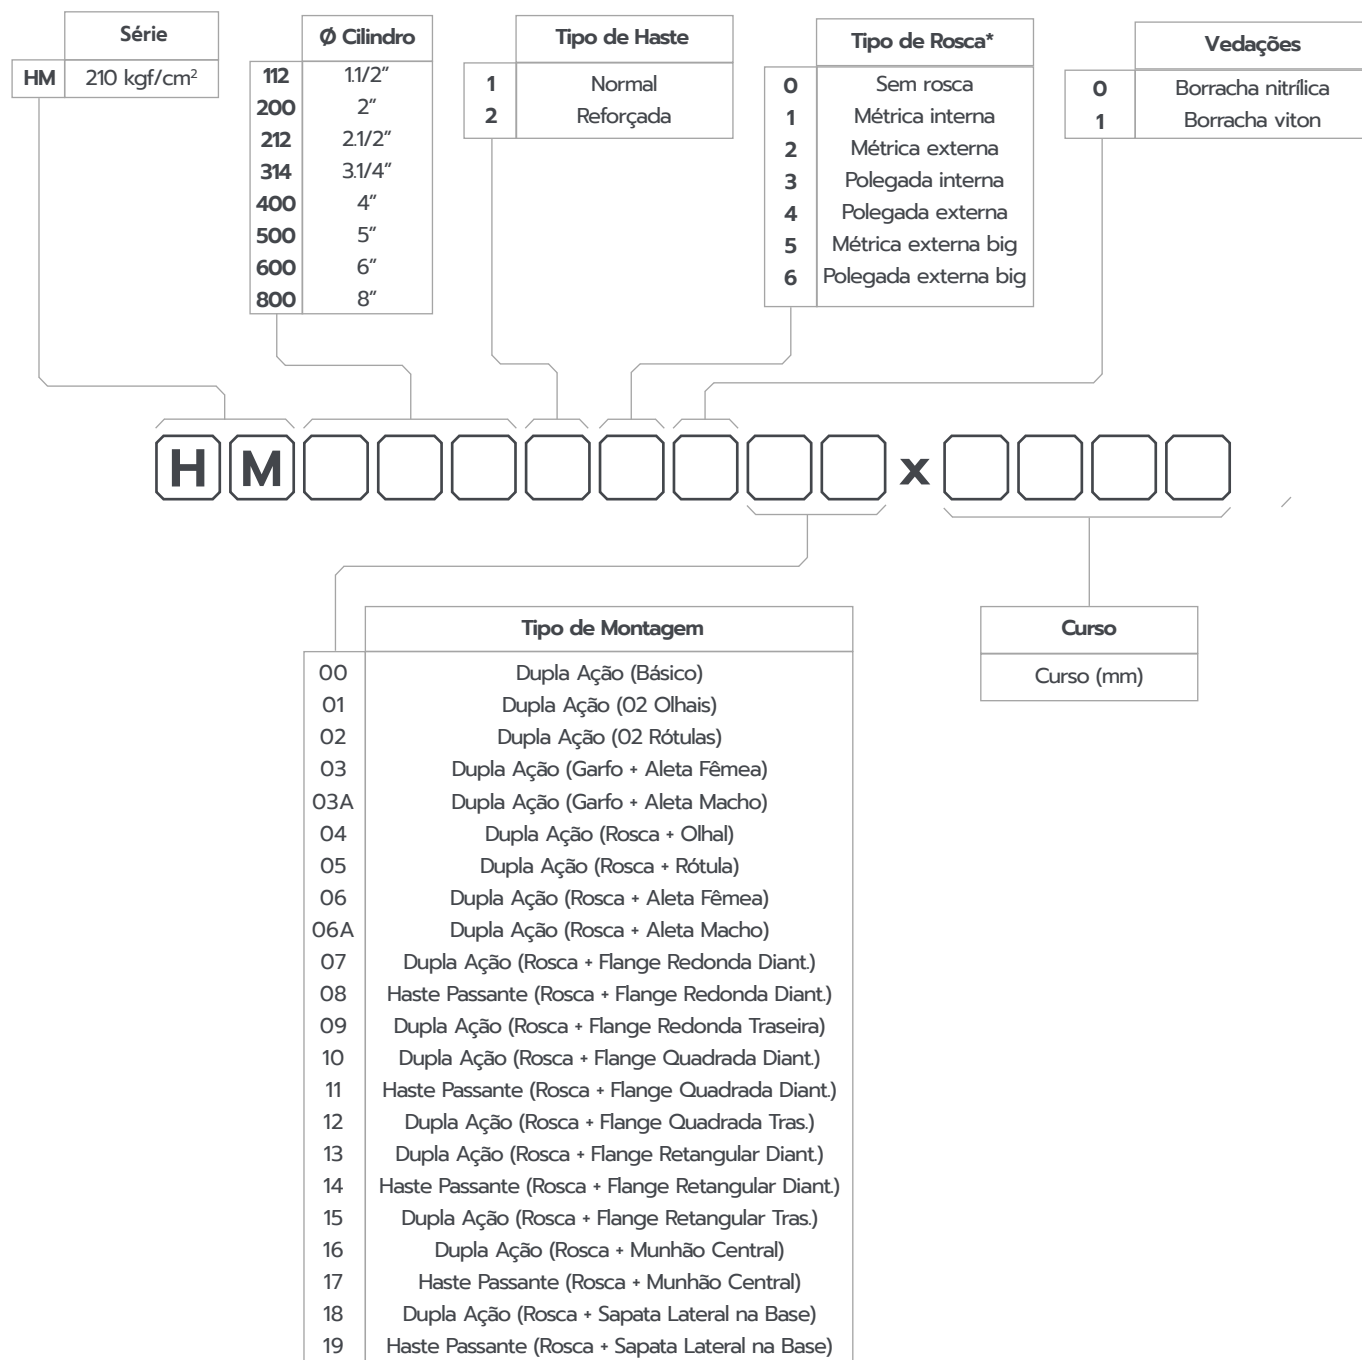 Série
HM 210 kgf/cm²
Ø Cilindro
112 1.1/2”
200 2”
212 2.1/2”
314 3.1/4”
400 4”
500 5”
600 6”
800 8”
Tipo de Haste
1 Normal
2 Reforçada
Tipo de Rosca*
0 Sem rosca
1 Métrica interna
2 Métrica externa
3 Polegada interna
4 Polegada externa
5 Métrica externa big
6 Polegada externa big
Vedações
0 Borracha nitrílica
1 Borracha viton
H M x
Tipo de Montagem
00 Dupla Ação (Básico)
01 Dupla Ação (02 Olhais)
02 Dupla Ação (02 Rótulas)
03 Dupla Ação (Garfo + Aleta Fêmea)
03A Dupla Ação (Garfo + Aleta Macho)
04 Dupla Ação (Rosca + Olhal)
05 Dupla Ação (Rosca + Rótula)
06 Dupla Ação (Rosca + Aleta Fêmea)
06A Dupla Ação (Rosca + Aleta Macho)
07 Dupla Ação (Rosca + Flange Redonda Diant.)
08 Haste Passante (Rosca + Flange Redonda Diant.)
09 Dupla Ação (Rosca + Flange Redonda Traseira)
10 Dupla Ação (Rosca + Flange Quadrada Diant.)
11 Haste Passante (Rosca + Flange Quadrada Diant.)
12 Dupla Ação (Rosca + Flange Quadrada Tras.)
13 Dupla Ação (Rosca + Flange Retangular Diant.)
14 Haste Passante (Rosca + Flange Retangular Diant.)
15 Dupla Ação (Rosca + Flange Retangular Tras.)
16 Dupla Ação (Rosca + Munhão Central)
17 Haste Passante (Rosca + Munhão Central)
18 Dupla Ação (Rosca + Sapata Lateral na Base)
19 Haste Passante (Rosca + Sapata Lateral na Base)
Curso
Curso (mm)